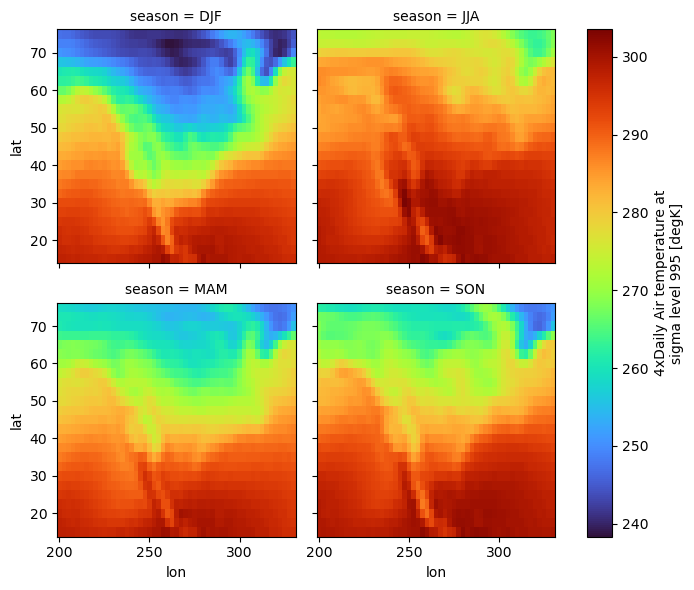 season = DJF
season = JJA
70
60
50
40
30
20
lat
season = MAM
season = SON
70
60
50
40
30
20
lat
200
250
300
lon
200
250
300
lon
300
290
280
270
260
250
240
4xDaily Air temperature at
sigma level 995 [degK]